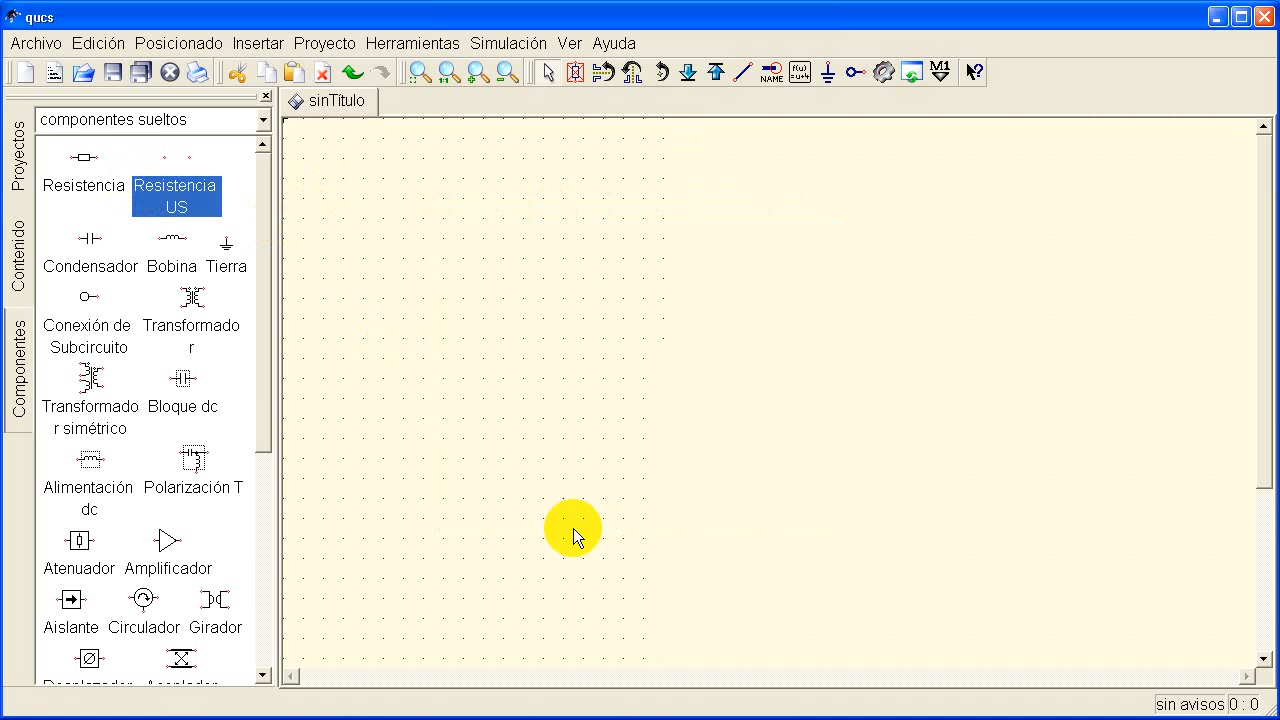 qucs
Archivo Edición Posicionado Insertar Proyecto Herramientas Simulación Ver Ayuda
1:1
NAME
f(u)
=u+h
M1
sinTítulo
componentes sueltos
Proyectos
Contenido
Componentes
Resistencia
Resistencia
US
Condensador Bobina Tierra
Conexión de
Subcircuito
Transformado
r
Transformado
r simétrico
Bloque dc
Alimentación
dc
Polarización T
Atenuador Amplificador
Aislante Circulador Girador
sin avisos 0 : 0